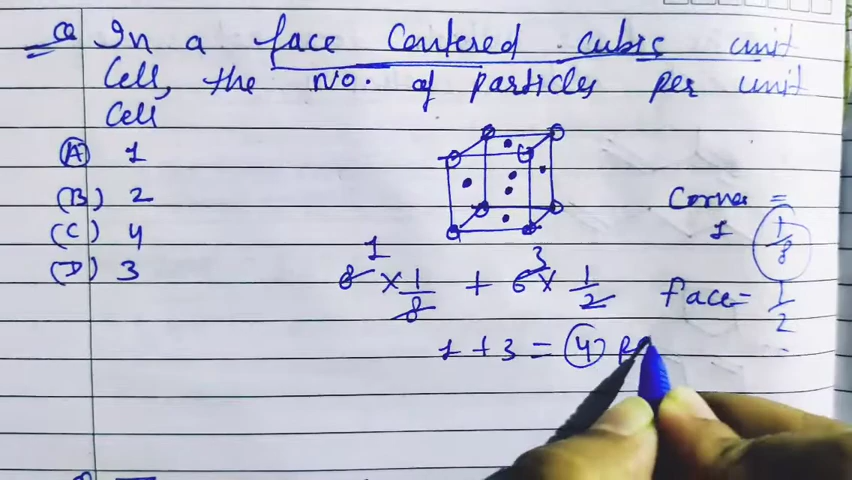 Q In a face Centered cubic unit
Cell, the No. of particles per unit
Cell
(A) 1
(B) 2
(C) 4
(D) 3
Corner =
1 1/8
1 3
8 × 1/8 + 6 × 1/2
face = 1/2
1 + 3 = 4